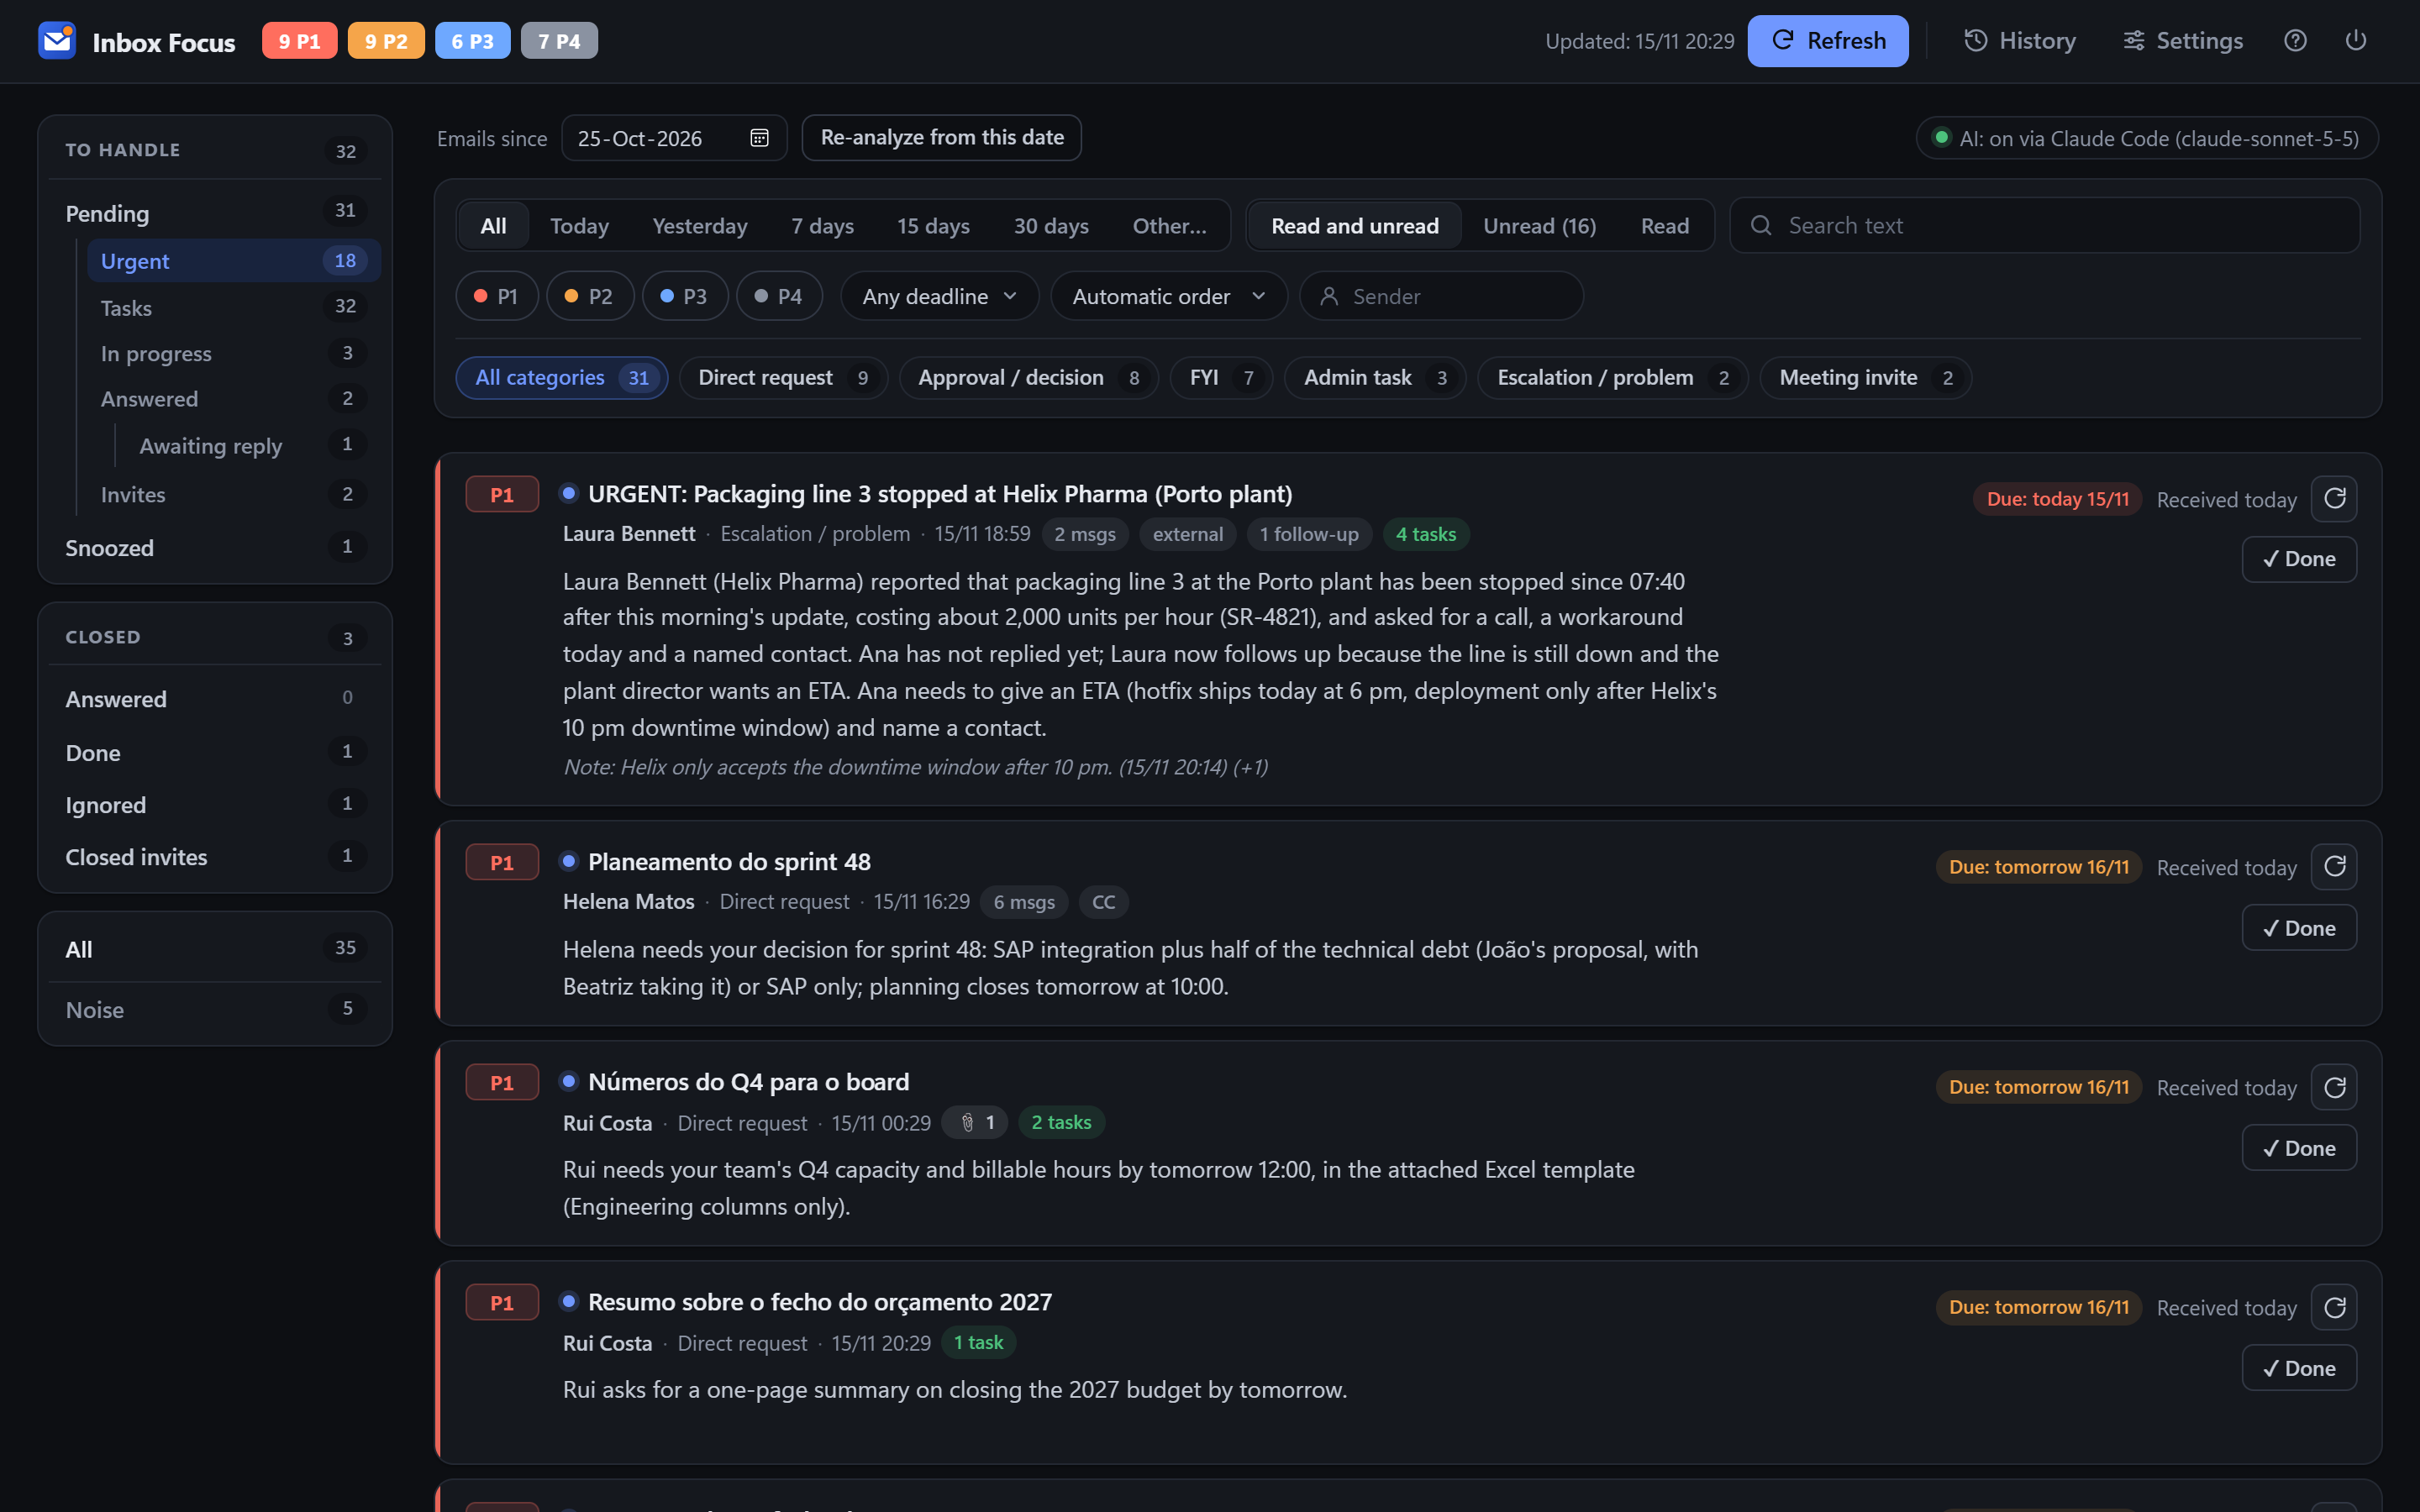 Inbox Focus 9 P1 9 P2 6 P3 7 P4 Updated: 15/11 20:29 Refresh History Settings
TO HANDLE 32
Pending 31
Urgent 18
Tasks 32
In progress 3
Answered 2
Awaiting reply 1
Invites 2
Snoozed 1
CLOSED 3
Answered 0
Done 1
Ignored 1
Closed invites 1
All 35
Noise 5
Emails since 25-Oct-2026 Re-analyze from this date AI: on via Claude Code (claude-sonnet-5-5)
All Today Yesterday 7 days 15 days 30 days Other... Read and unread Unread (16) Read Search text
P1 P2 P3 P4 Any deadline Automatic order Sender
All categories 31 Direct request 9 Approval / decision 8 FYI 7 Admin task 3 Escalation / problem 2 Meeting invite 2
P1 URGENT: Packaging line 3 stopped at Helix Pharma (Porto plant) Due: today 15/11 Received today
Laura Bennett · Escalation / problem · 15/11 18:59 2 msgs external 1 follow-up 4 tasks
✓ Done
Laura Bennett (Helix Pharma) reported that packaging line 3 at the Porto plant has been stopped since 07:40
after this morning's update, costing about 2,000 units per hour (SR-4821), and asked for a call, a workaround
today and a named contact. Ana has not replied yet; Laura now follows up because the line is still down and the
plant director wants an ETA. Ana needs to give an ETA (hotfix ships today at 6 pm, deployment only after Helix's
10 pm downtime window) and name a contact.
Note: Helix only accepts the downtime window after 10 pm. (15/11 20:14) (+1)
P1 Planeamento do sprint 48 Due: tomorrow 16/11 Received today
Helena Matos · Direct request · 15/11 16:29 6 msgs CC
✓ Done
Helena needs your decision for sprint 48: SAP integration plus half of the technical debt (João's proposal, with
Beatriz taking it) or SAP only; planning closes tomorrow at 10:00.
P1 Números do Q4 para o board Due: tomorrow 16/11 Received today
Rui Costa · Direct request · 15/11 00:29 1 2 tasks
✓ Done
Rui needs your team's Q4 capacity and billable hours by tomorrow 12:00, in the attached Excel template
(Engineering columns only).
P1 Resumo sobre o fecho do orçamento 2027 Due: tomorrow 16/11 Received today
Rui Costa · Direct request · 15/11 20:29 1 task
✓ Done
Rui asks for a one-page summary on closing the 2027 budget by tomorrow.